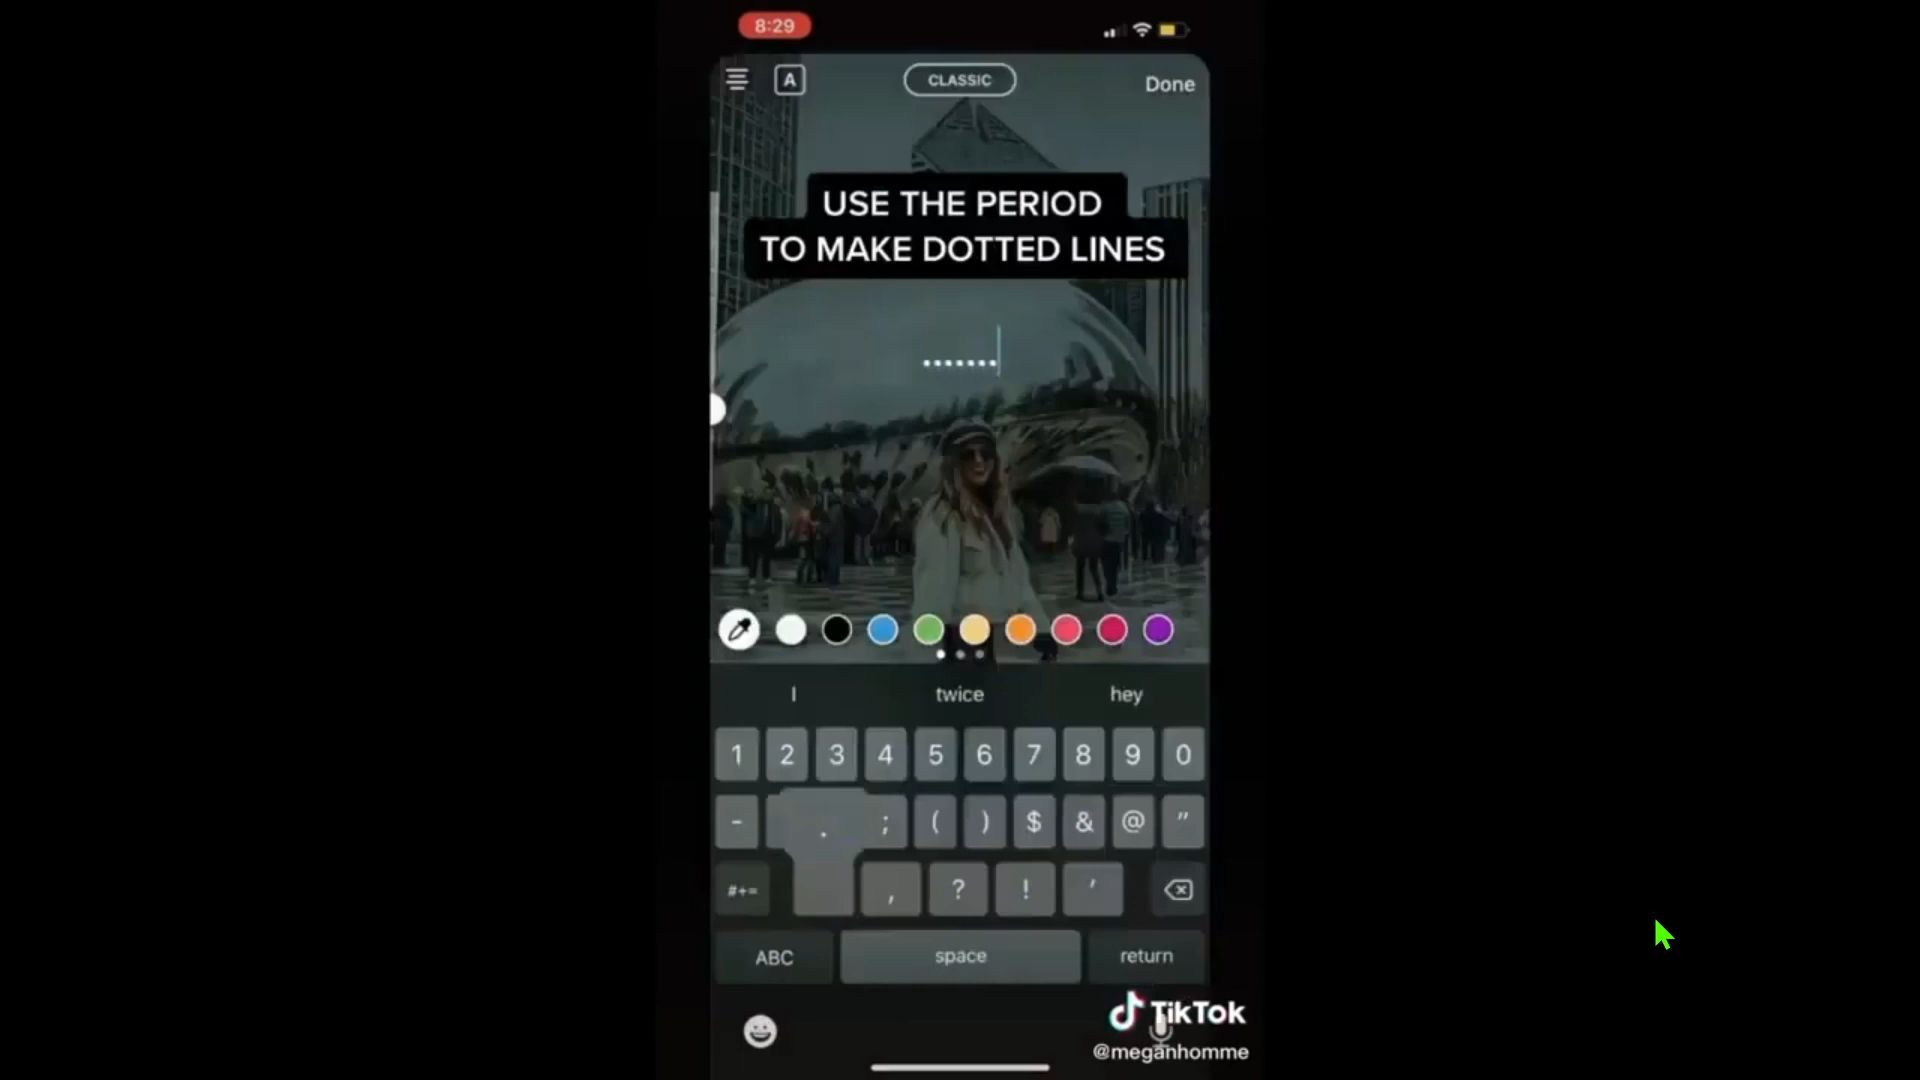 8:29
A
CLASSIC
Done
USE THE PERIOD
TO MAKE DOTTED LINES
.......
I
twice
hey
1 2 3 4 5 6 7 8 9 0
- . ; ( ) $ & @ "
#+= , ? ! '
ABC
space
return
TikTok
@meganhomme